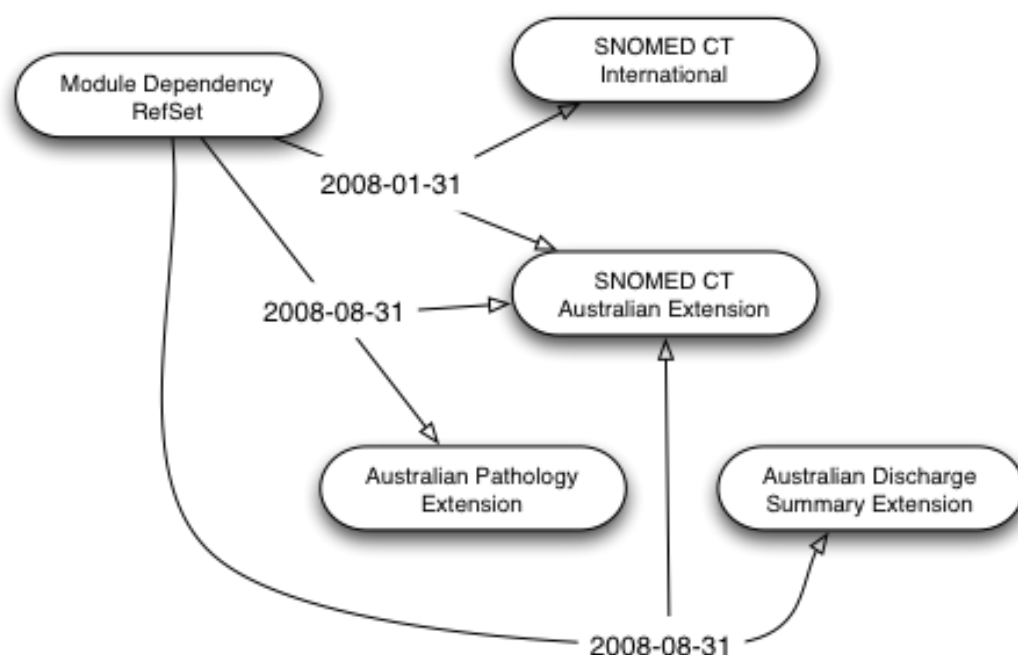 SNOMED CT
International
Module Dependency
RefSet
2008-01-31
SNOMED CT
Australian Extension
2008-08-31
Australian Pathology
Extension
Australian Discharge
Summary Extension
2008-08-31